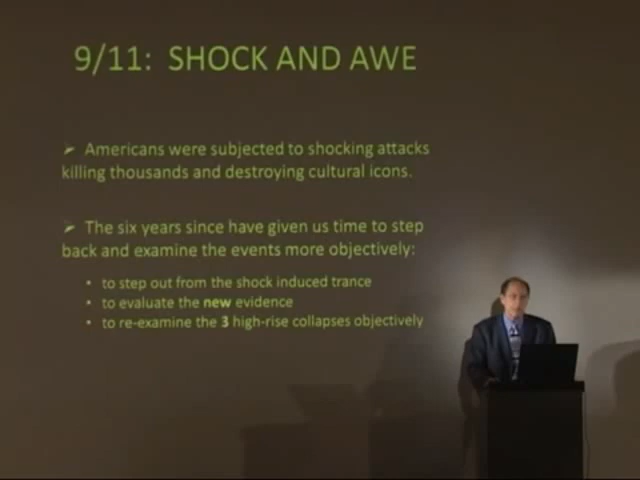 9/11: SHOCK AND AWE
➢ Americans were subjected to shocking attacks
killing thousands and destroying cultural icons.
➢ The six years since have given us time to step
back and examine the events more objectively:
• to step out from the shock induced trance
• to evaluate the new evidence
• to re-examine the 3 high-rise collapses objectively